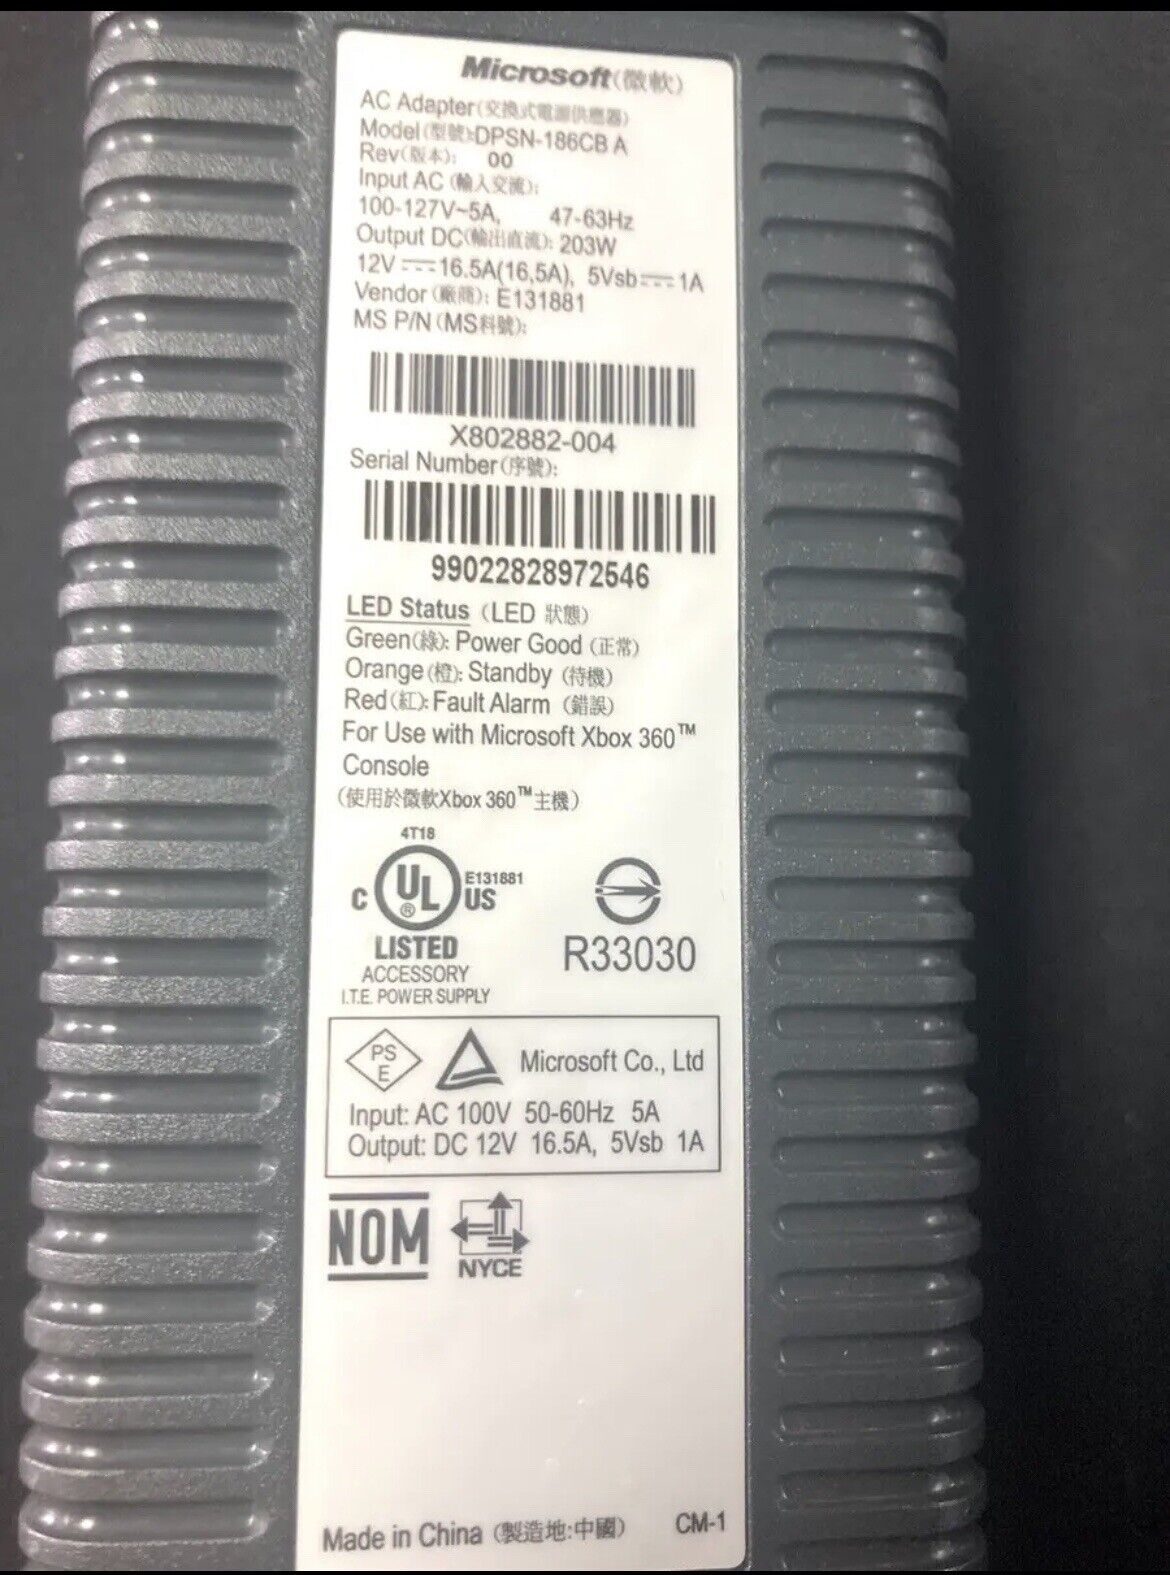 Microsoft(微軟)
AC Adapter(交換式電源供應器)
Model(型號):DPSN-186CB A
Rev(版本): 00
Input AC (輸入交流):
100-127V~5A, 47-63Hz
Output DC(輸出直流): 203W
12V⎓16.5A(16,5A), 5Vsb⎓1A
Vendor (廠商): E131881
MS P/N (MS料號):
X802882-004
Serial Number(序號):
99022828972546
LED Status (LED 狀態)
Green(綠): Power Good (正常)
Orange(橙): Standby (待機)
Red(紅): Fault Alarm (錯誤)
For Use with Microsoft Xbox 360™
Console
(使用於微軟Xbox 360™主機)
4T18
C UL® US E131881
LISTED
ACCESSORY
I.T.E. POWER SUPPLY
R33030
PS
E
Microsoft Co., Ltd
Input: AC 100V 50-60Hz 5A
Output: DC 12V 16.5A, 5Vsb 1A
NOM
NYCE
Made in China (製造地:中國) CM-1